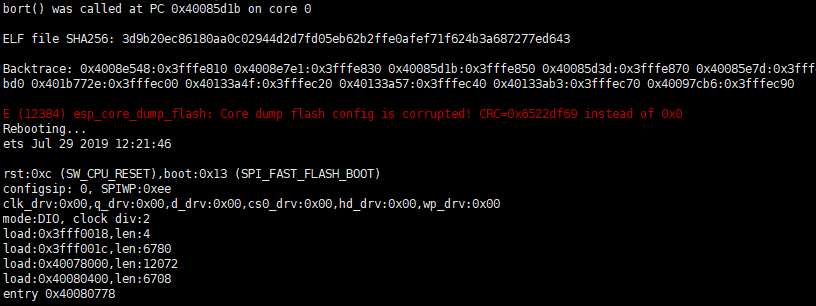 bort() was called at PC 0x40085d1b on core 0
ELF file SHA256: 3d9b20ec86180aa0c02944d2d7fd05eb62b2ffe0afef71f624b3a687277ed643
Backtrace: 0x4008e548:0x3fffe810 0x4008e7e1:0x3fffe830 0x40085d1b:0x3fffe850 0x40085d3d:0x3fffe870 0x40085e7d:0x3fff
bd0 0x401b772e:0x3fffec00 0x40133a4f:0x3fffec20 0x40133a57:0x3fffec40 0x40133ab3:0x3fffec70 0x40097cb6:0x3fffec90
E (12384) esp_core_dump_flash: Core dump flash config is corrupted! CRC=0x6522df69 instead of 0x0
Rebooting...
ets Jul 29 2019 12:21:46
rst:0xc (SW_CPU_RESET),boot:0x13 (SPI_FAST_FLASH_BOOT)
configsip: 0, SPIWP:0xee
clk_drv:0x00,q_drv:0x00,d_drv:0x00,cs0_drv:0x00,hd_drv:0x00,wp_drv:0x00
mode:DIO, clock div:2
load:0x3fff0018,len:4
load:0x3fff001c,len:6780
load:0x40078000,len:12072
load:0x40080400,len:6708
entry 0x40080778